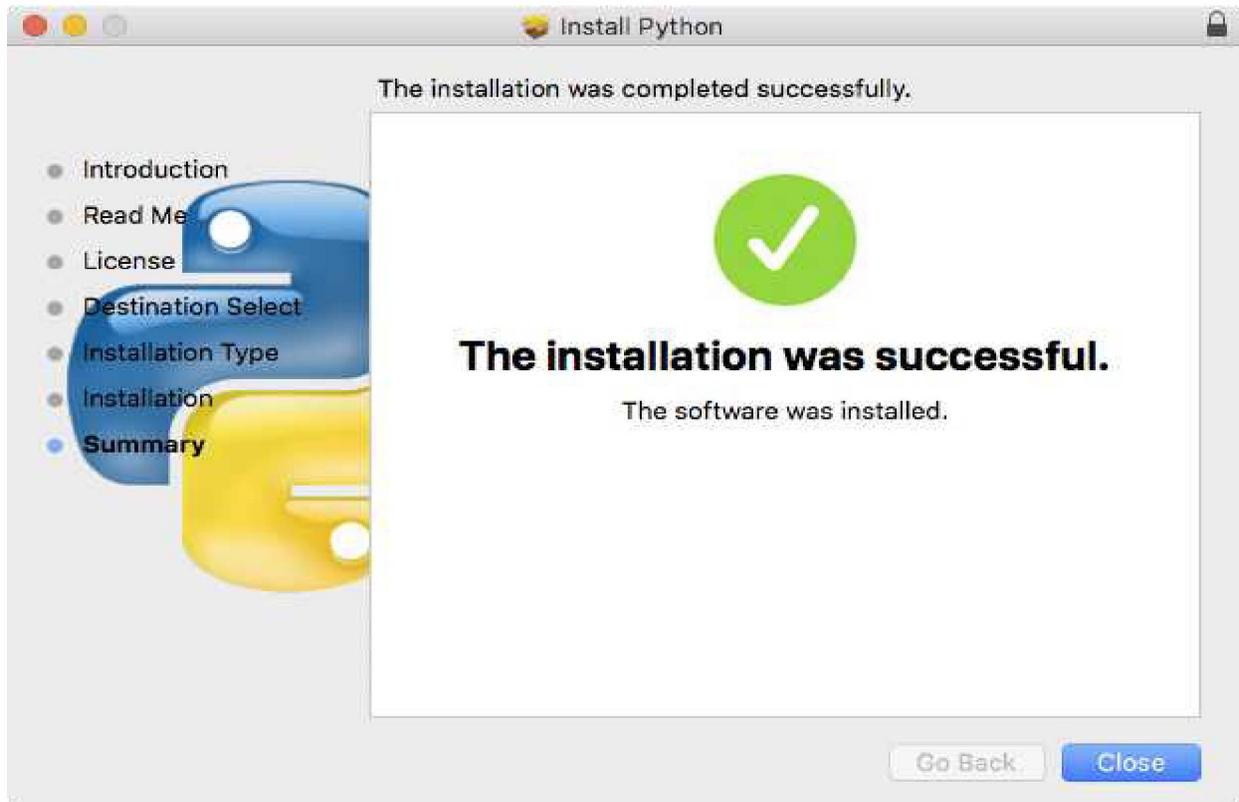 Install Python
The installation was completed successfully.
Introduction
Read Me
License
Destination Select
Installation Type
Installation
Summary
The installation was successful.
The software was installed.
Go Back
Close